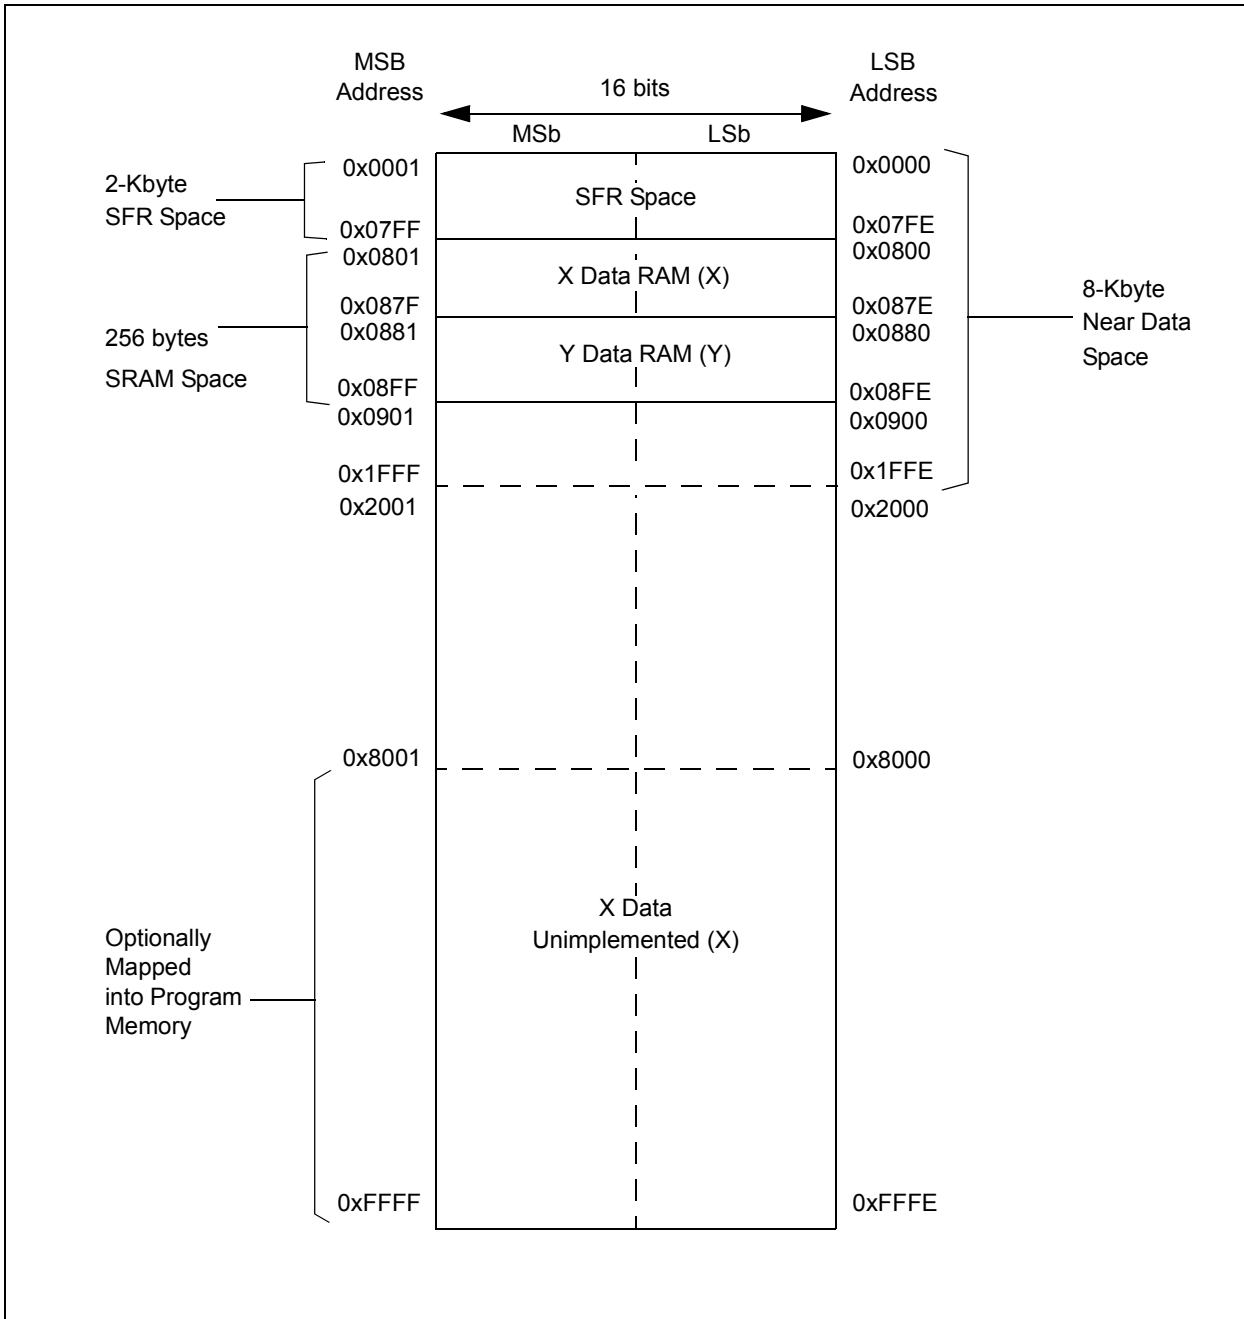 MSB
Address
16 bits
LSB
Address
MSb
LSb
2-Kbyte
SFR Space
0x0001
SFR Space
0x0000
0x07FF
0x07FE
0x0801
0x0800
256 bytes
SRAM Space
X Data RAM (X)
0x087F
0x087E
0x0881
0x0880
8-Kbyte
Near Data
Space
Y Data RAM (Y)
0x08FF
0x08FE
0x0901
0x0900
0x1FFF
0x1FFE
0x2001
0x2000
0x8001
0x8000
Optionally
Mapped
into Program
Memory
X Data
Unimplemented (X)
0xFFFF
0xFFFE